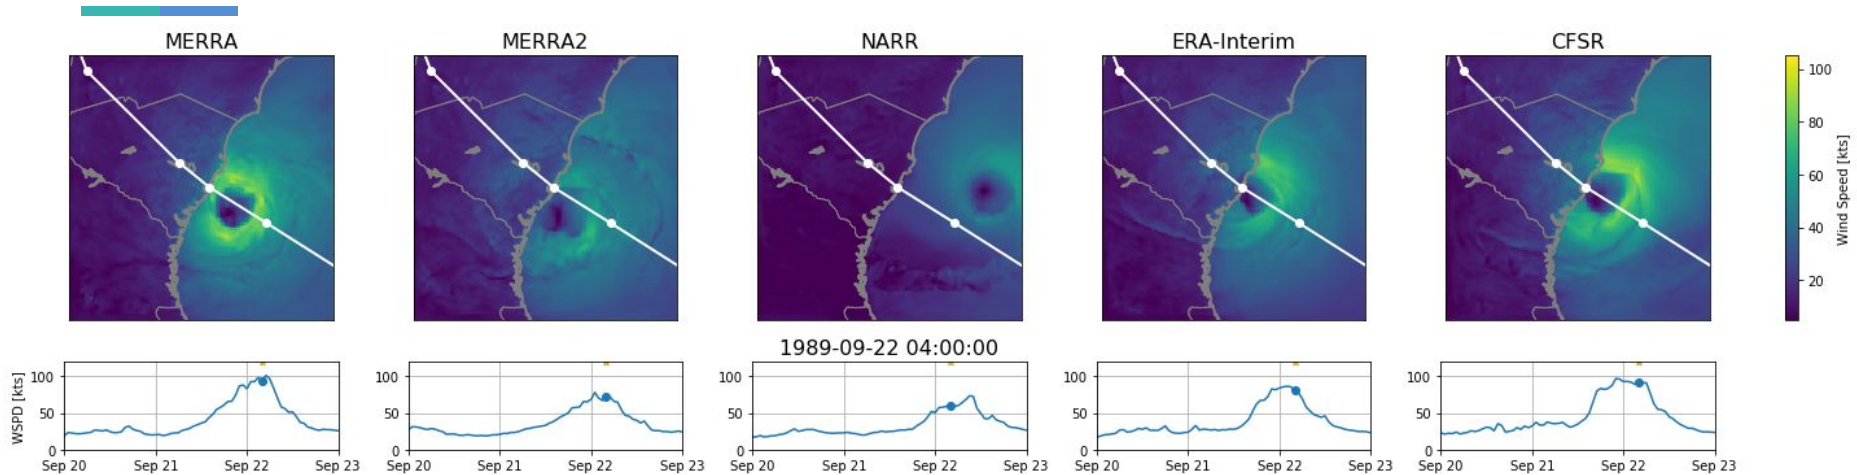 MERRA
MERRA2
NARR
ERA-Interim
CFSR
100
80
60
40
20
Wind Speed [kts]
1989-09-22 04:00:00
WSPD [kts]
100
50
0
Sep 20
Sep 21
Sep 22
Sep 23
100
50
0
Sep 20
Sep 21
Sep 22
Sep 23
100
50
0
Sep 20
Sep 21
Sep 22
Sep 23
100
50
0
Sep 20
Sep 21
Sep 22
Sep 23
100
50
0
Sep 20
Sep 21
Sep 22
Sep 23